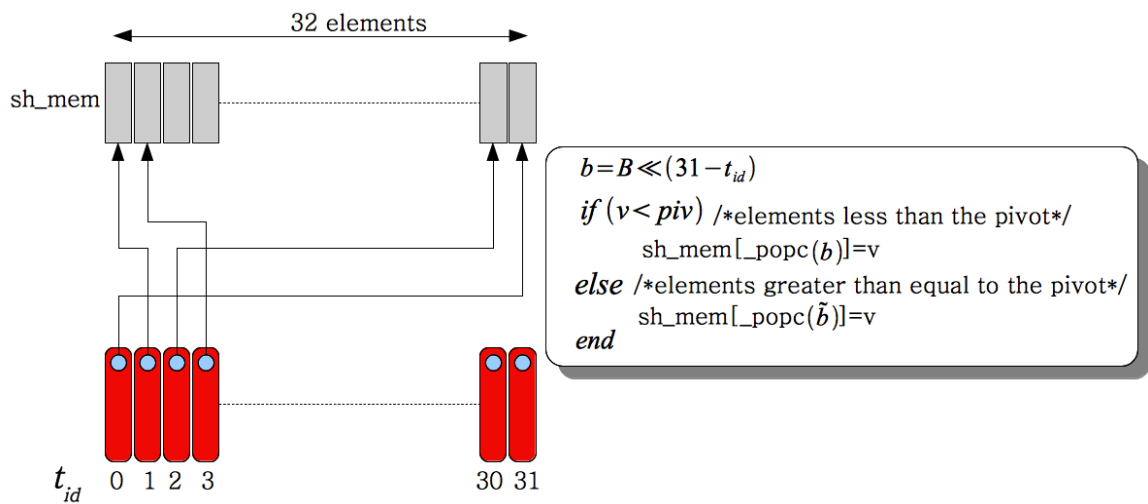 32 elements
sh_mem
b=B≪(31−t_id)
if (v< piv) /*elements less than the pivot*/
sh_mem[_popc(b)]=v
else /*elements greater than equal to the pivot*/
sh_mem[_popc(b̃)]=v
end
t_id 0 1 2 3 30 31